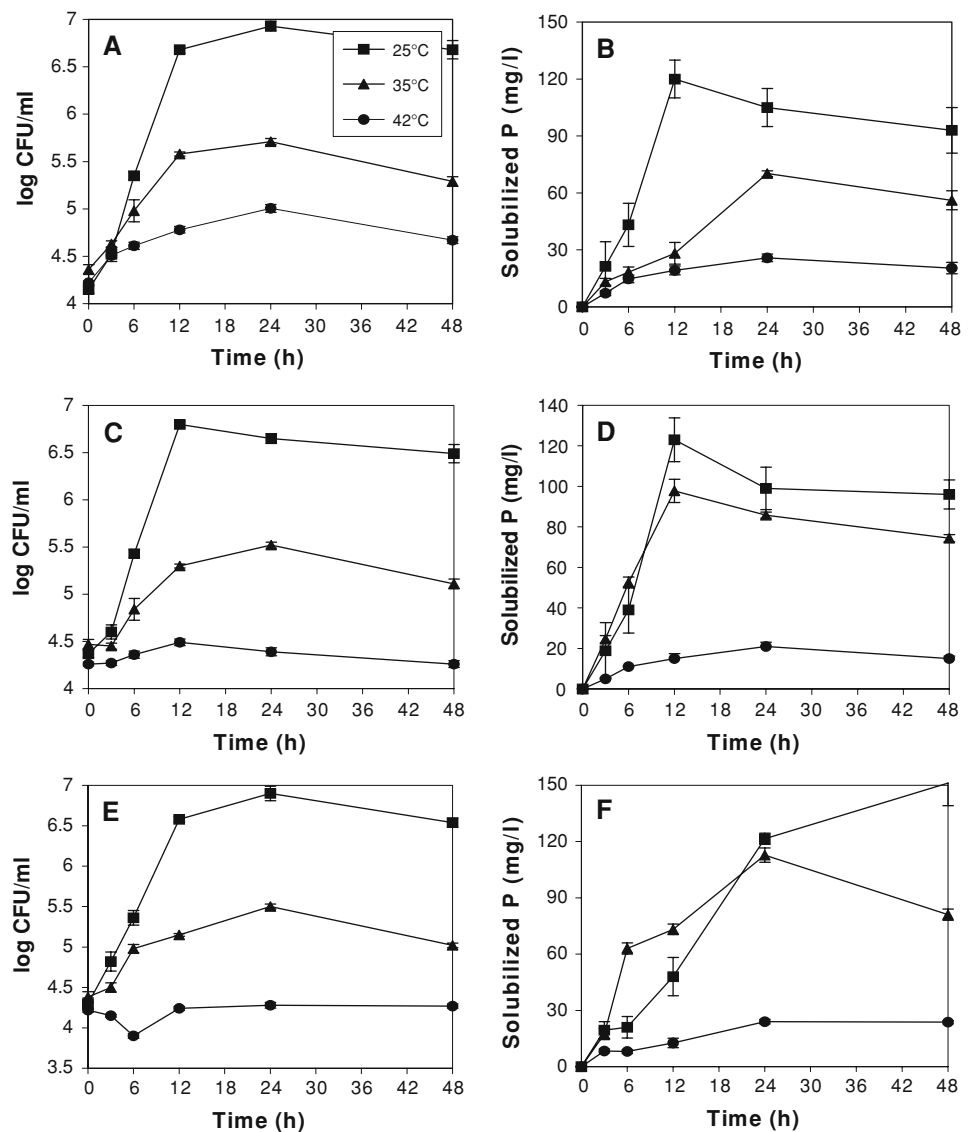 A
log CFU/ml
7
6.5
6
5.5
5
4.5
4
25°C
35°C
42°C
0 6 12 18 24 30 36 42 48
Time (h)
B
Solubilized P (mg/l)
150
120
90
60
30
0
0 6 12 18 24 30 36 42 48
Time (h)
C
log CFU/ml
7
6.5
6
5.5
5
4.5
4
0 6 12 18 24 30 36 42 48
Time (h)
D
Solubilized P (mg/l)
140
120
100
80
60
40
20
0
0 6 12 18 24 30 36 42 48
Time (h)
E
log CFU/ml
7
6.5
6
5.5
5
4.5
4
3.5
0 6 12 18 24 30 36 42 48
Time (h)
F
Solubilized P (mg/l)
150
120
90
60
30
0
0 6 12 18 24 30 36 42 48
Time (h)